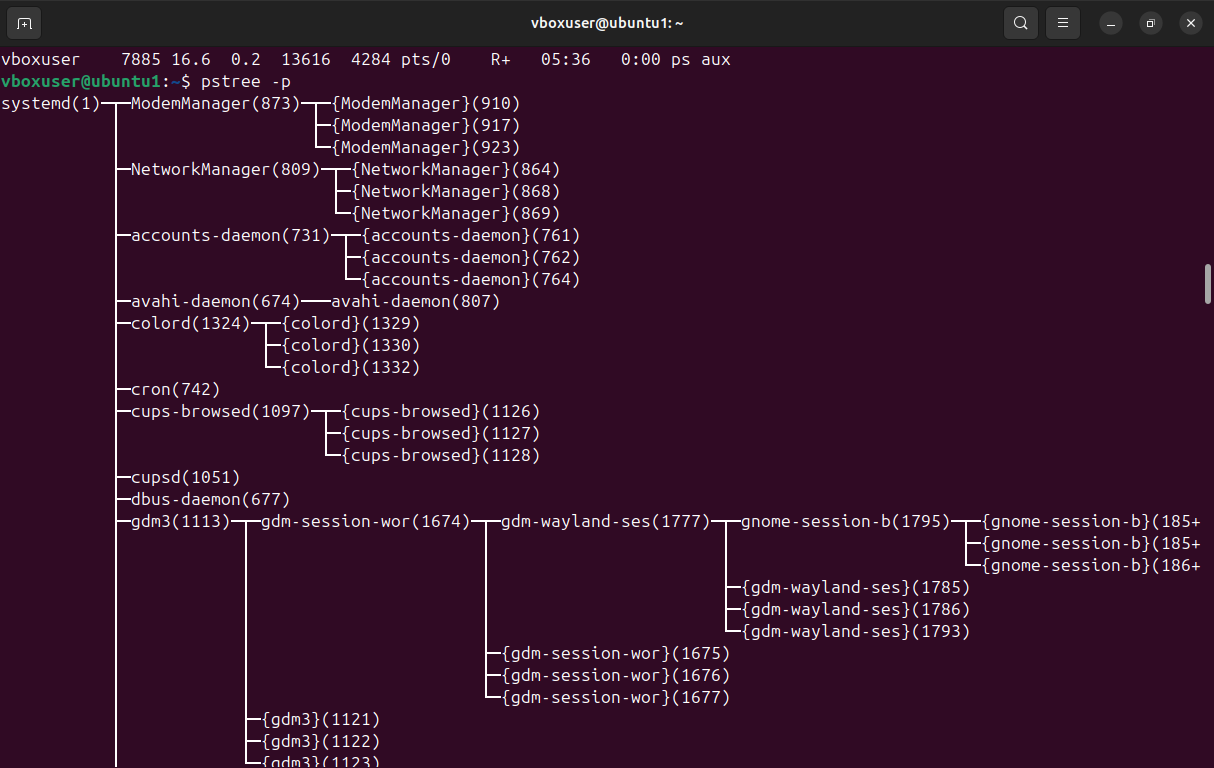 vboxuser@ubuntu1: ~
vboxuser    7885 16.6  0.2  13616  4284 pts/0    R+   05:36   0:00 ps aux
vboxuser@ubuntu1:~$ pstree -p
systemd(1)─┬─ModemManager(873)─┬─{ModemManager}(910)
           │                   ├─{ModemManager}(917)
           │                   └─{ModemManager}(923)
           ├─NetworkManager(809)─┬─{NetworkManager}(864)
           │                     ├─{NetworkManager}(868)
           │                     └─{NetworkManager}(869)
           ├─accounts-daemon(731)─┬─{accounts-daemon}(761)
           │                      ├─{accounts-daemon}(762)
           │                      └─{accounts-daemon}(764)
           ├─avahi-daemon(674)───avahi-daemon(807)
           ├─colord(1324)─┬─{colord}(1329)
           │              ├─{colord}(1330)
           │              └─{colord}(1332)
           ├─cron(742)
           ├─cups-browsed(1097)─┬─{cups-browsed}(1126)
           │                    ├─{cups-browsed}(1127)
           │                    └─{cups-browsed}(1128)
           ├─cupsd(1051)
           ├─dbus-daemon(677)
           ├─gdm3(1113)─┬─gdm-session-wor(1674)─┬─gdm-wayland-ses(1777)─┬─gnome-session-b(1795)─┬─{gnome-session-b}(185+
           │            │                       │                       │                       ├─{gnome-session-b}(185+
           │            │                       │                       │                       └─{gnome-session-b}(186+
           │            │                       │                       ├─{gdm-wayland-ses}(1785)
           │            │                       │                       ├─{gdm-wayland-ses}(1786)
           │            │                       │                       └─{gdm-wayland-ses}(1793)
           │            │                       ├─{gdm-session-wor}(1675)
           │            │                       ├─{gdm-session-wor}(1676)
           │            │                       └─{gdm-session-wor}(1677)
           │            ├─{gdm3}(1121)
           │            ├─{gdm3}(1122)
           │            └─{gdm3}(1123)